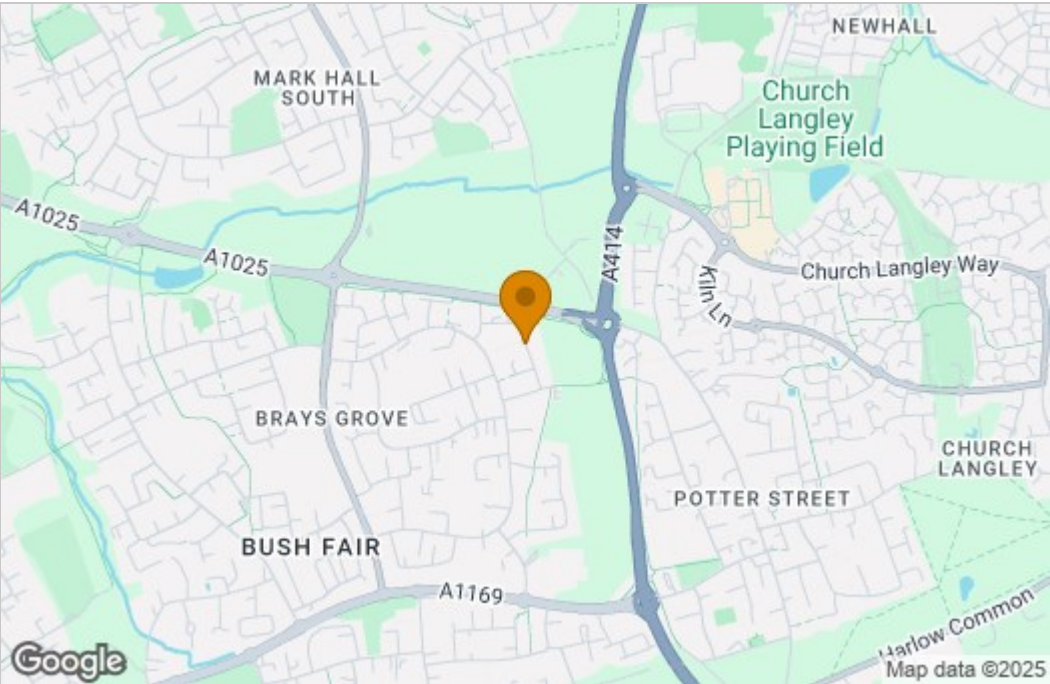 NEWHALL
MARK HALL
SOUTH
Church
Langley
Playing Field
A1025
A1025
A414
Church Langley Way
Kiln Ln
BRAYS GROVE
CHURCH
LANGLEY
POTTER STREET
BUSH FAIR
A1169
Harlow Common
Google
Map data ©2025